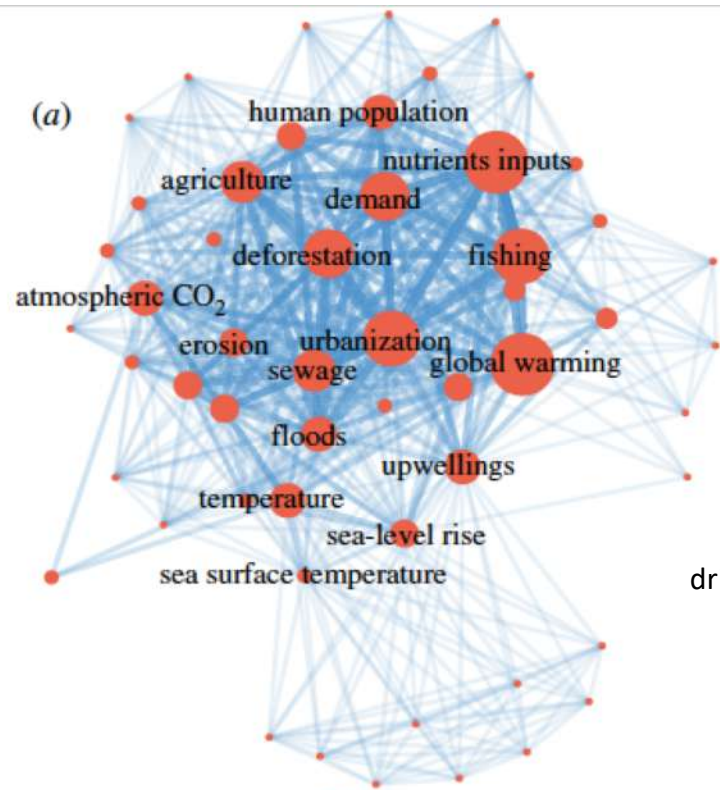 (a)
human population
nutrients inputs
agriculture
demand
deforestation
fishing
atmospheric CO₂
erosion
urbanization
sewage
global warming
floods
upwellings
temperature
sea-level rise
sea surface temperature
dr